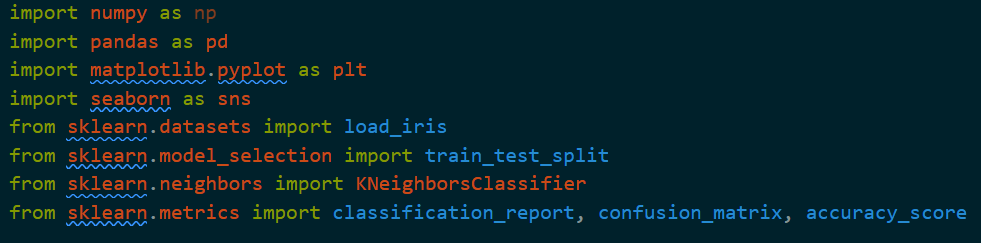 import numpy as np
import pandas as pd
import matplotlib.pyplot as plt
import seaborn as sns
from sklearn.datasets import load_iris
from sklearn.model_selection import train_test_split
from sklearn.neighbors import KNeighborsClassifier
from sklearn.metrics import classification_report, confusion_matrix, accuracy_score